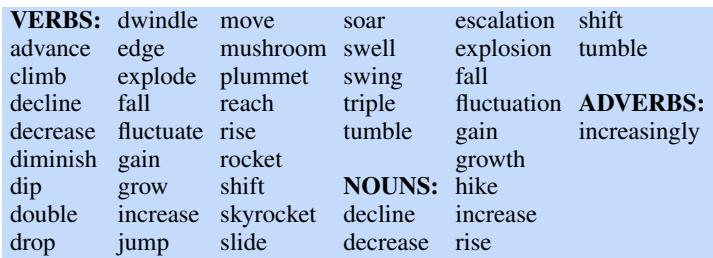 VERBS: dwindle move soar escalation shift
advance edge mushroom swell explosion tumble
climb explode plummet swing fall
decline fall reach triple fluctuation ADVERBS:
decrease fluctuate rise tumble gain increasingly
diminish gain rocket growth
dip grow shift NOUNS: hike
double increase skyrocket decline increase
drop jump slide decrease rise